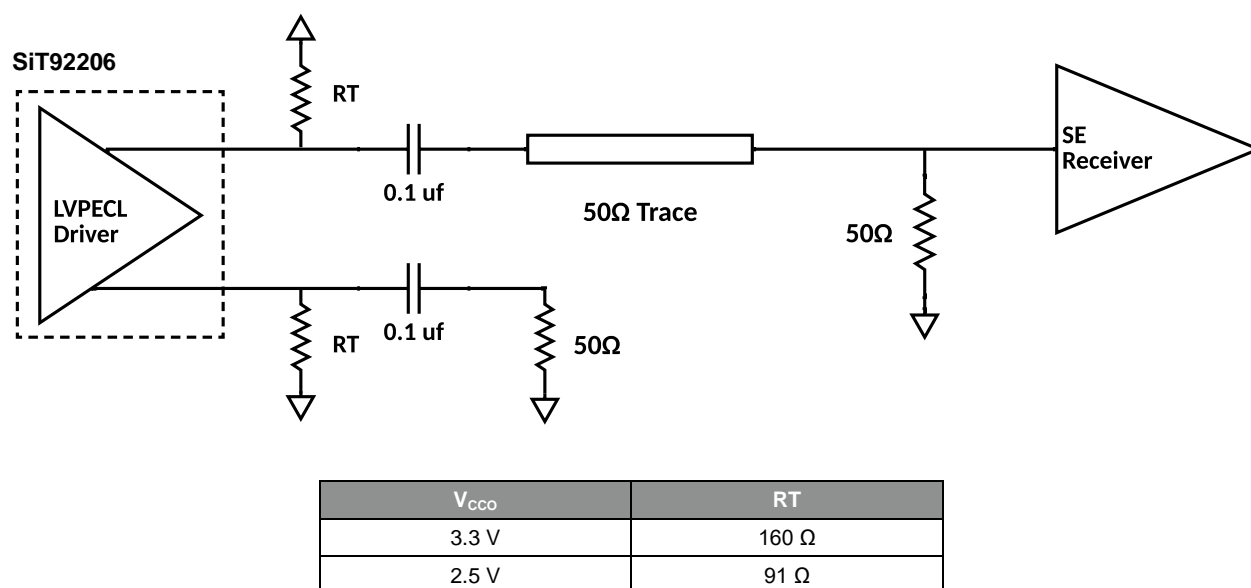 SiT92206
RT
SE
Receiver
0.1 uf
LVPECL
Driver
50Ω Trace
50Ω
0.1 uf
RT
50Ω
VCCO RT
3.3 V 160 Ω
2.5 V 91 Ω